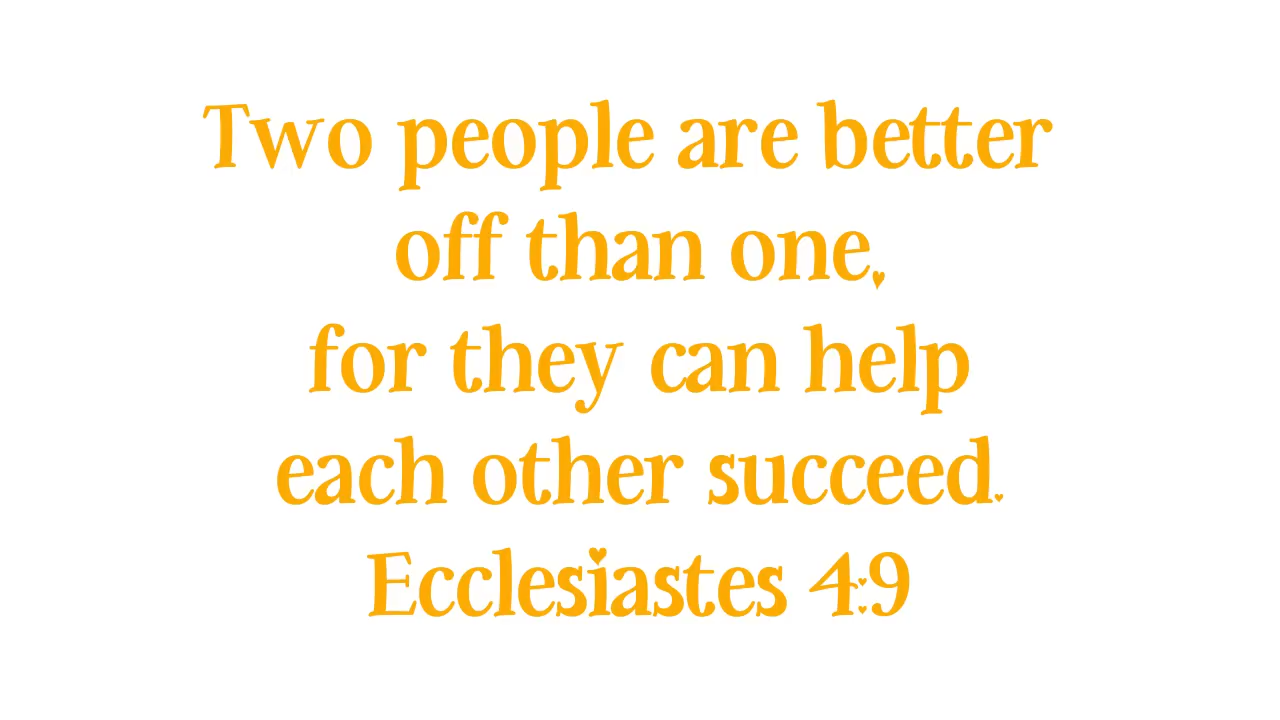 Two people are better
off than one,
for they can help
each other succeed.
Ecclesiastes 4:9